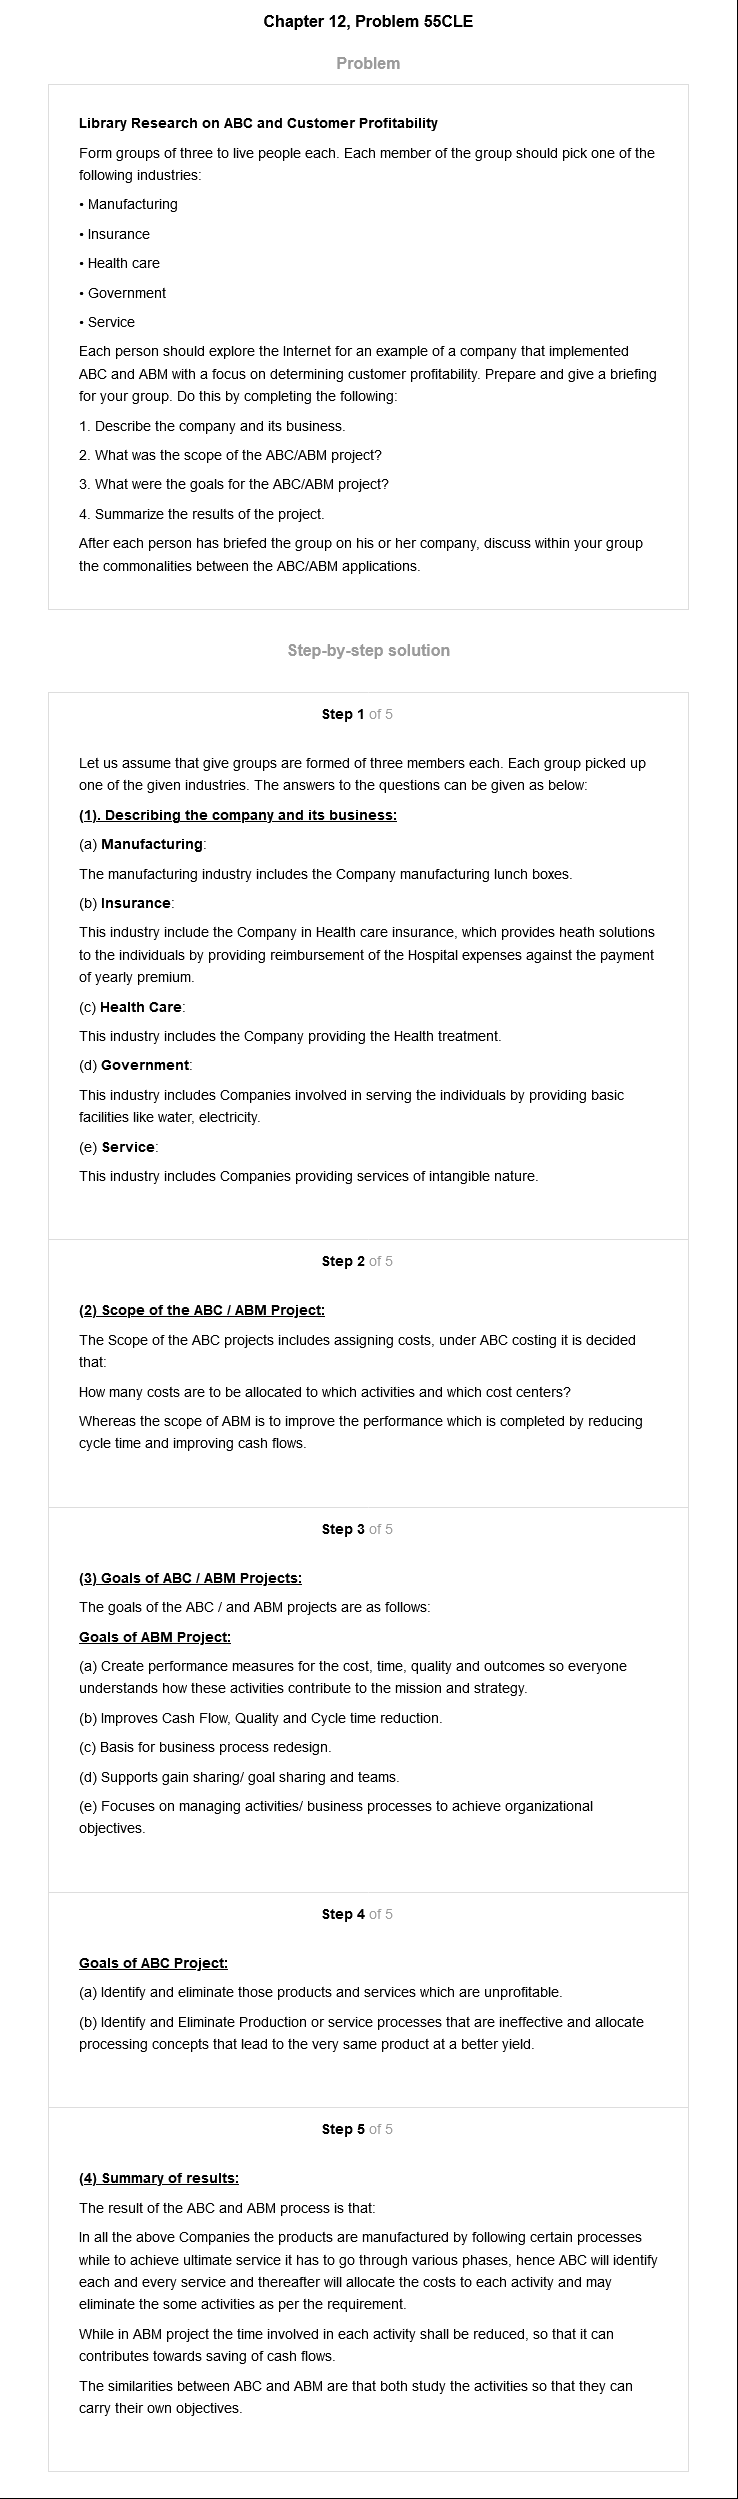 Chapter 12, Problem 55CLE
Problem
Library Research on ABC and Customer Profitability
Form groups of three to live people each. Each member of the group should pick one of the
following industries:
• Manufacturing
• Insurance
• Health care
• Government
• Service
Each person should explore the Internet for an example of a company that implemented
ABC and ABM with a focus on determining customer profitability. Prepare and give a briefing
for your group. Do this by completing the following:
1. Describe the company and its business.
2. What was the scope of the ABC/ABM project?
3. What were the goals for the ABC/ABM project?
4. Summarize the results of the project.
After each person has briefed the group on his or her company, discuss within your group
the commonalities between the ABC/ABM applications.
Step-by-step solution
Step 1 of 5
Let us assume that give groups are formed of three members each. Each group picked up
one of the given industries. The answers to the questions can be given as below:
(1). Describing the company and its business:
(a) Manufacturing:
The manufacturing industry includes the Company manufacturing lunch boxes.
(b) Insurance:
This industry include the Company in Health care insurance, which provides heath solutions
to the individuals by providing reimbursement of the Hospital expenses against the payment
of yearly premium.
(c) Health Care:
This industry includes the Company providing the Health treatment.
(d) Government:
This industry includes Companies involved in serving the individuals by providing basic
facilities like water, electricity.
(e) Service:
This industry includes Companies providing services of intangible nature.
Step 2 of 5
(2) Scope of the ABC / ABM Project:
The Scope of the ABC projects includes assigning costs, under ABC costing it is decided
that:
How many costs are to be allocated to which activities and which cost centers?
Whereas the scope of ABM is to improve the performance which is completed by reducing
cycle time and improving cash flows.
Step 3 of 5
(3) Goals of ABC / ABM Projects:
The goals of the ABC / and ABM projects are as follows:
Goals of ABM Project:
(a) Create performance measures for the cost, time, quality and outcomes so everyone
understands how these activities contribute to the mission and strategy.
(b) Improves Cash Flow, Quality and Cycle time reduction.
(c) Basis for business process redesign.
(d) Supports gain sharing/ goal sharing and teams.
(e) Focuses on managing activities/ business processes to achieve organizational
objectives.
Step 4 of 5
Goals of ABC Project:
(a) Identify and eliminate those products and services which are unprofitable.
(b) Identify and Eliminate Production or service processes that are ineffective and allocate
processing concepts that lead to the very same product at a better yield.
Step 5 of 5
(4) Summary of results:
The result of the ABC and ABM process is that:
In all the above Companies the products are manufactured by following certain processes
while to achieve ultimate service it has to go through various phases, hence ABC will identify
each and every service and thereafter will allocate the costs to each activity and may
eliminate the some activities as per the requirement.
While in ABM project the time involved in each activity shall be reduced, so that it can
contributes towards saving of cash flows.
The similarities between ABC and ABM are that both study the activities so that they can
carry their own objectives.